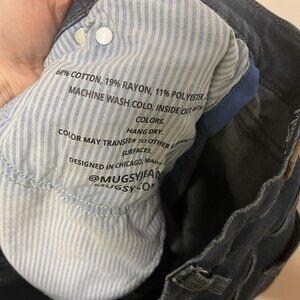 68% COTTON, 19% RAYON, 11% POLYESTER,
MACHINE WASH COLD, INSIDE OUT
COLORS.
HANG DRY.
COLOR MAY TRANSFER TO OTHER
SURFACES.
DESIGNED IN CHICAGO,
@MUGSYJEANS